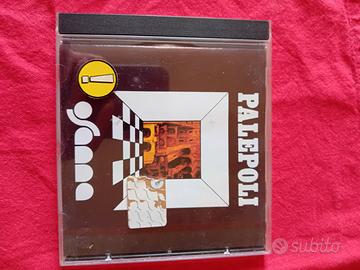 PALEPOLI
osanna
!
subito